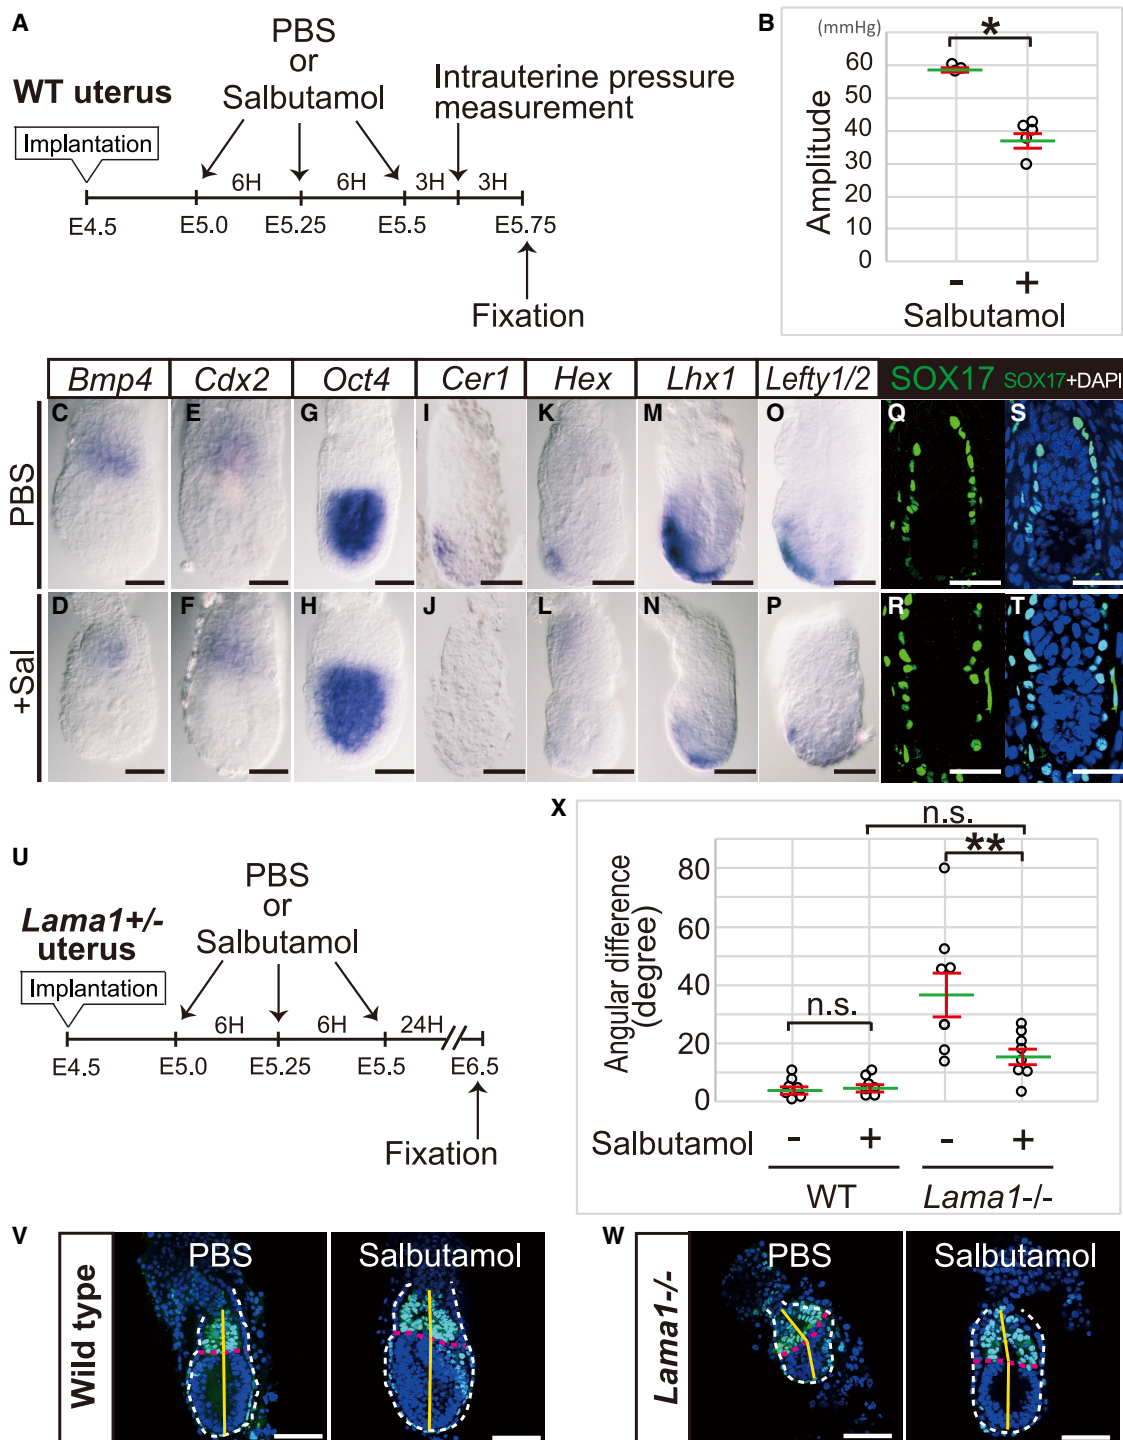 A
PBS
or
Salbutamol
WT uterus
Implantation
Intrauterine pressure
measurement
6H 6H 3H 3H
E4.5 E5.0 E5.25 E5.5 E5.75
Fixation
B
(mmHg)
*
60
50
40
30
20
10
0
Amplitude
- +
Salbutamol
Bmp4 Cdx2 Oct4 Cer1 Hex Lhx1 Lefty1/2 SOX17 SOX17+DAPI
PBS
C E G I K M O Q S
+Sal
D F H J L N P R T
U
PBS
or
Salbutamol
Lama1+/-
uterus
Implantation
6H 6H 24H
E4.5 E5.0 E5.25 E5.5 E6.5
Fixation
X
n.s.
**
n.s.
80
60
40
20
0
Angular difference
(degree)
Salbutamol - + - +
WT Lama1-/-
V
Wild type
PBS Salbutamol
W
Lama1-/-
PBS Salbutamol